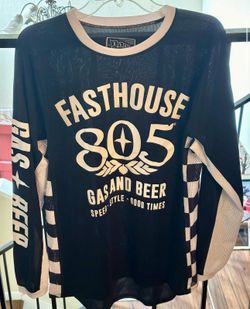 FASTHOUSE
805
GAS AND BEER
SPEED · STYLE · GOOD TIMES
GAS ✦ BEER